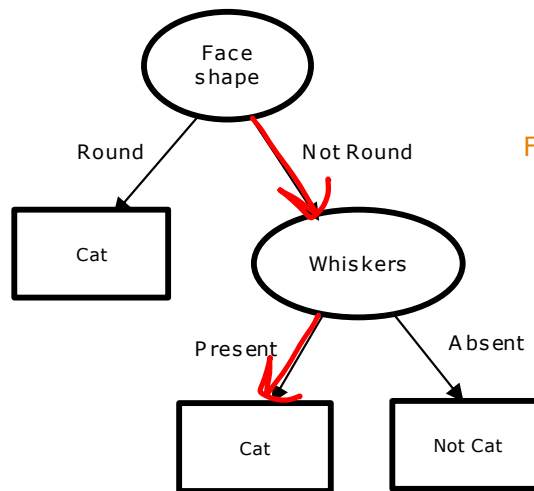 Face
shape
Round
Not Round
F
Cat
Whiskers
Present
Absent
Cat
Not Cat